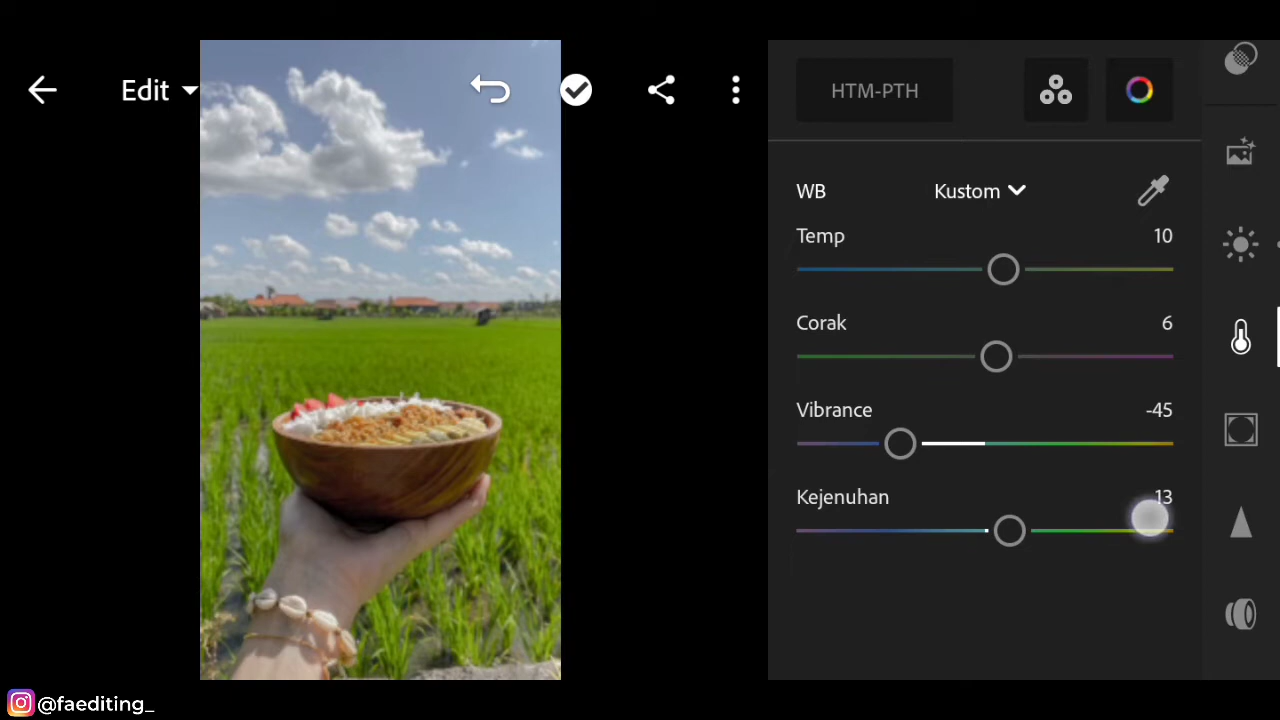 Edit
HTM-PTH
WB
Kustom
Temp
10
Corak
6
Vibrance
-45
Kejenuhan
13
@faediting_